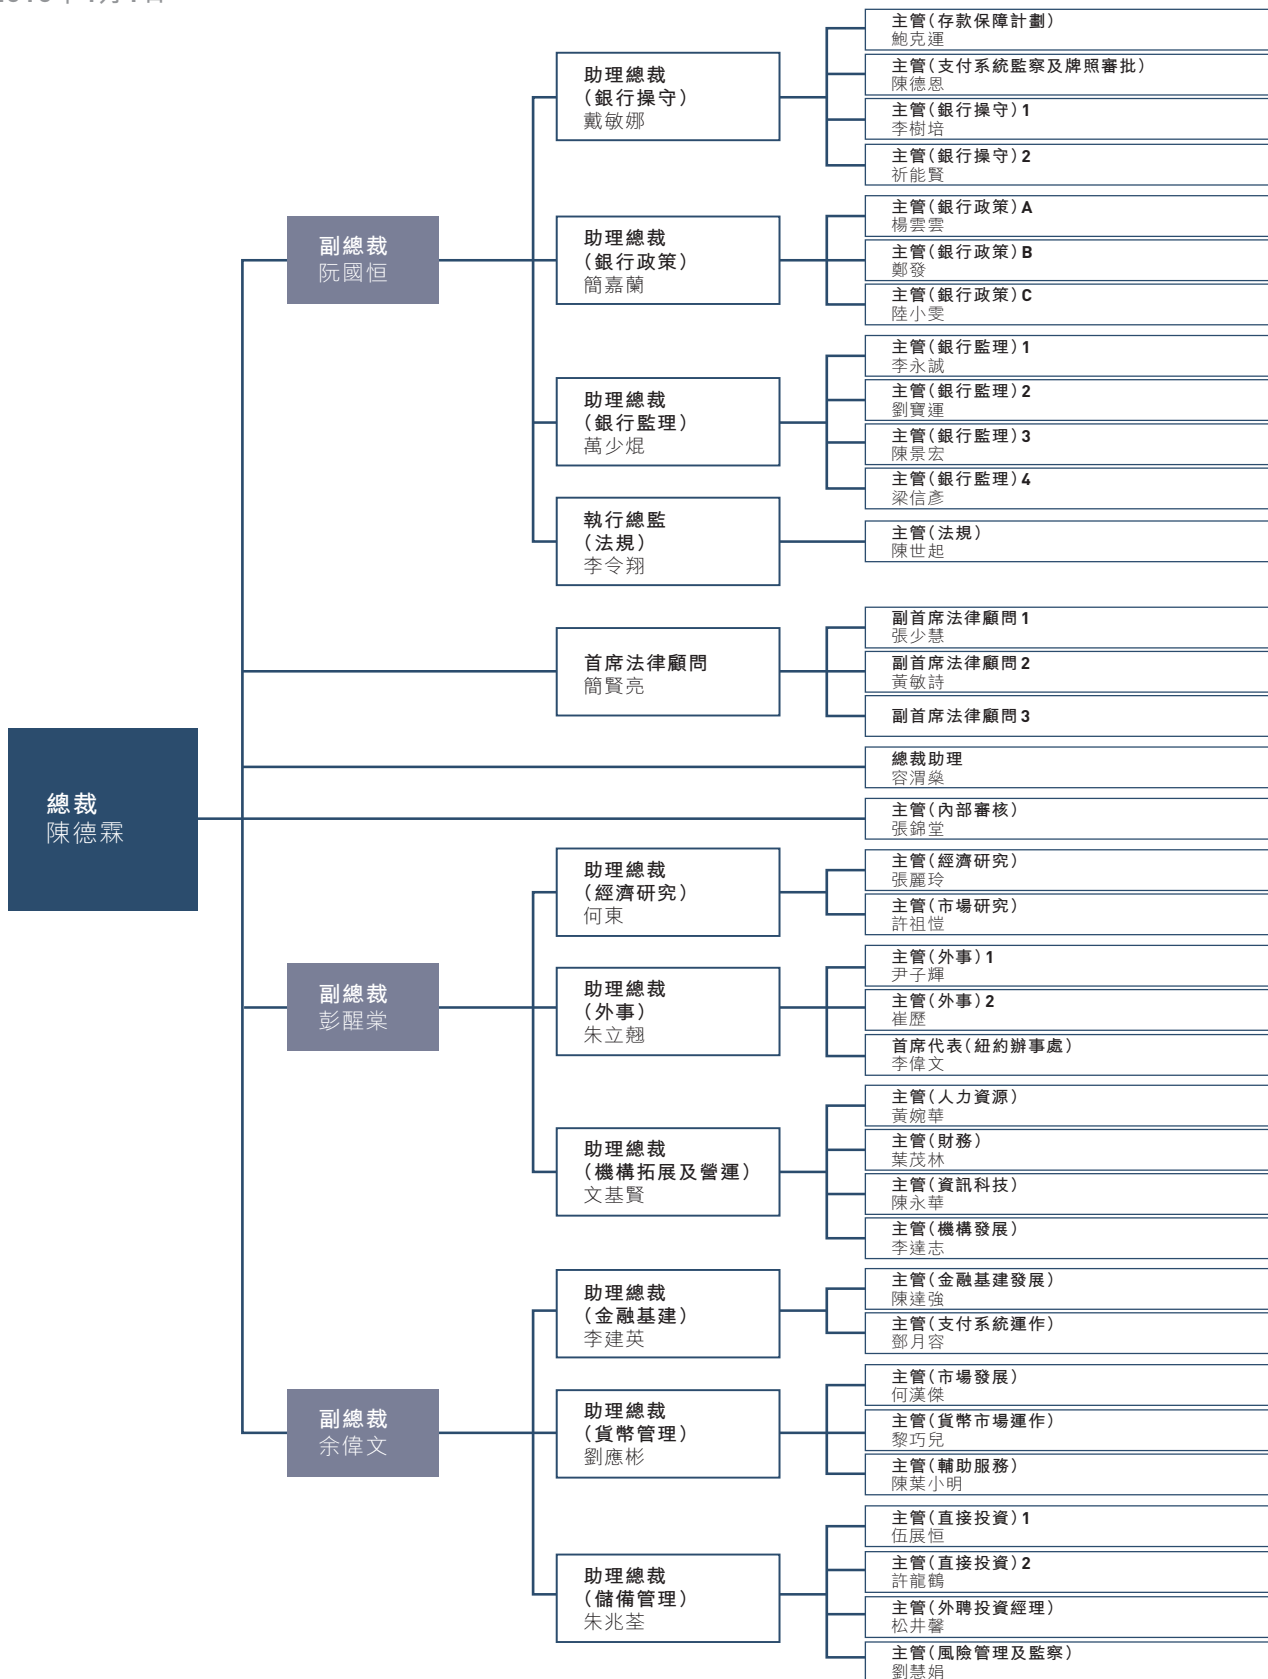 總裁
陳德霖
副總裁
阮國恒
助理總裁
（銀行操守）
戴敏娜
主管（存款保障計劃）
鮑克運
主管（支付系統監察及牌照審批）
陳德恩
主管（銀行操守）1
李樹培
主管（銀行操守）2
祈能賢
助理總裁
（銀行政策）
簡嘉蘭
主管（銀行政策）A
楊雲雲
主管（銀行政策）B
鄭發
主管（銀行政策）C
陸小雯
助理總裁
（銀行監理）
萬少焜
主管（銀行監理）1
李永誠
主管（銀行監理）2
劉寶運
主管（銀行監理）3
陳景宏
主管（銀行監理）4
梁信彥
執行總監
（法規）
李令翔
主管（法規）
陳世起
首席法律顧問
簡賢亮
副首席法律顧問1
張少慧
副首席法律顧問2
黃敏詩
副首席法律顧問3
總裁助理
容渭燊
主管（內部審核）
張錦堂
副總裁
彭醒棠
助理總裁
（經濟研究）
何東
主管（經濟研究）
張麗玲
主管（市場研究）
許祖愷
助理總裁
（外事）
朱立翹
主管（外事）1
尹子輝
主管（外事）2
崔歷
首席代表（紐約辦事處）
李偉文
助理總裁
（機構拓展及營運）
文基賢
主管（人力資源）
黃婉華
主管（財務）
葉茂林
主管（資訊科技）
陳永華
主管（機構發展）
李達志
副總裁
余偉文
助理總裁
（金融基建）
李建英
主管（金融基建發展）
陳達強
主管（支付系統運作）
鄧月容
助理總裁
（貨幣管理）
劉應彬
主管（市場發展）
何漢傑
主管（貨幣市場運作）
黎巧兒
主管（輔助服務）
陳葉小明
助理總裁
（儲備管理）
朱兆荃
主管（直接投資）1
伍展恒
主管（直接投資）2
許龍鶴
主管（外聘投資經理）
松井馨
主管（風險管理及監察）
劉慧娟